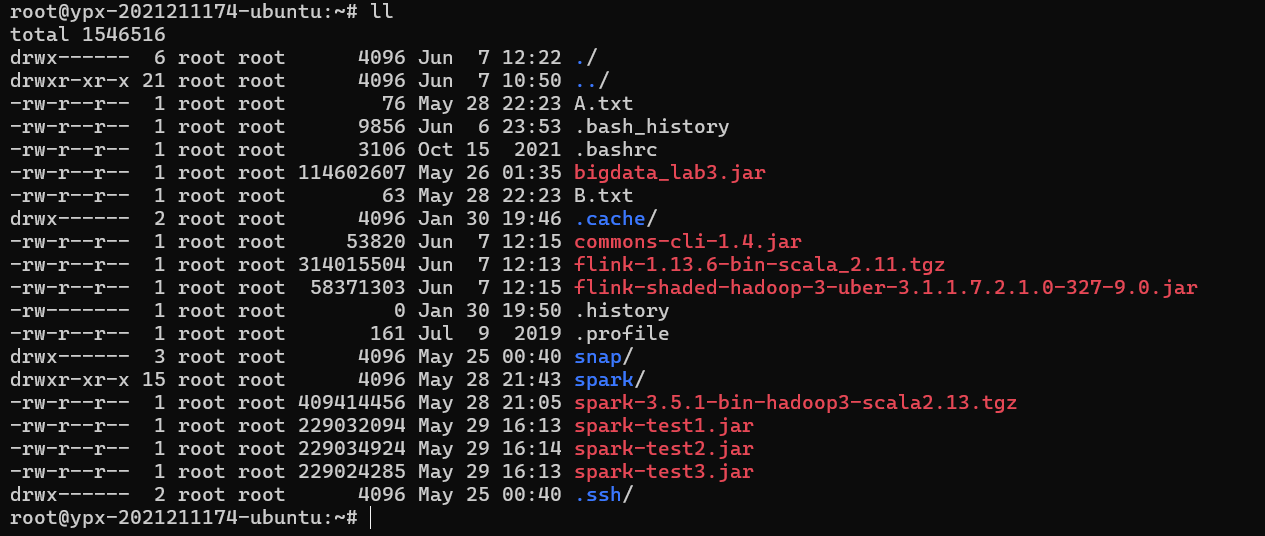 root@ypx-2021211174-ubuntu:~# ll
total 1546516
drwx------  6 root root      4096 Jun  7 12:22 ./
drwxr-xr-x 21 root root      4096 Jun  7 10:50 ../
-rw-r--r--  1 root root        76 May 28 22:23 A.txt
-rw-r--r--  1 root root      9856 Jun  6 23:53 .bash_history
-rw-r--r--  1 root root      3106 Oct 15  2021 .bashrc
-rw-r--r--  1 root root 114602607 May 26 01:35 bigdata_lab3.jar
-rw-r--r--  1 root root        63 May 28 22:23 B.txt
drwx------  2 root root      4096 Jan 30 19:46 .cache/
-rw-r--r--  1 root root     53820 Jun  7 12:15 commons-cli-1.4.jar
-rw-r--r--  1 root root 314015504 Jun  7 12:13 flink-1.13.6-bin-scala_2.11.tgz
-rw-r--r--  1 root root  58371303 Jun  7 12:15 flink-shaded-hadoop-3-uber-3.1.1.7.2.1.0-327-9.0.jar
-rw-------  1 root root         0 Jan 30 19:50 .history
-rw-r--r--  1 root root       161 Jul  9  2019 .profile
drwx------  3 root root      4096 May 25 00:40 snap/
drwxr-xr-x 15 root root      4096 May 28 21:43 spark/
-rw-r--r--  1 root root 409414456 May 28 21:05 spark-3.5.1-bin-hadoop3-scala2.13.tgz
-rw-r--r--  1 root root 229032094 May 29 16:13 spark-test1.jar
-rw-r--r--  1 root root 229034924 May 29 16:14 spark-test2.jar
-rw-r--r--  1 root root 229024285 May 29 16:13 spark-test3.jar
drwx------  2 root root      4096 May 25 00:40 .ssh/
root@ypx-2021211174-ubuntu:~#